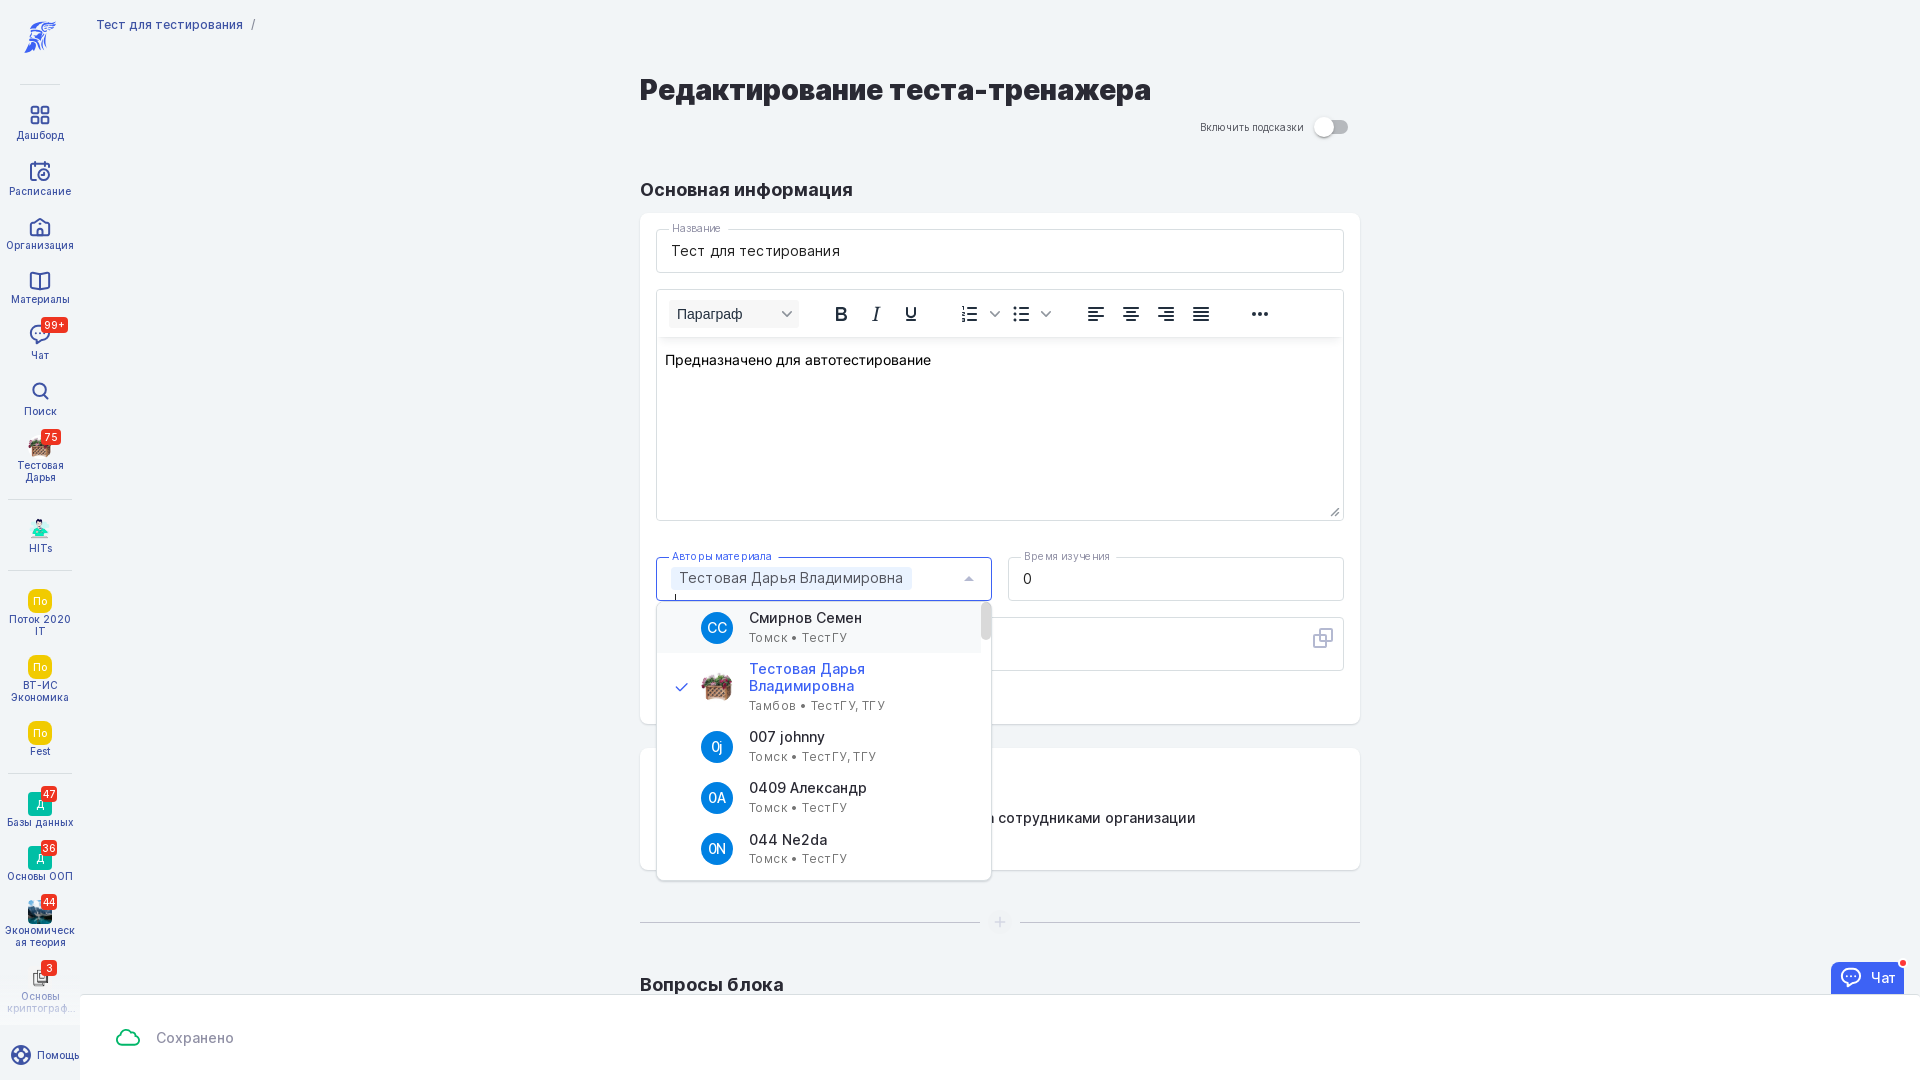 Тест для тестирования /
Редактирование теста-тренажера
Включить подсказки
Основная информация
Название
Тест для тестирования
Параграф
Предназначено для автотестирование
Авторы материала
Тестовая Дарья Владимировна
Время изучения
0
СС
Смирнов Семен
Томск • ТестГУ
Тестовая Дарья
Владимировна
Тамбов • ТестГУ, ТГУ
0j
007 johnny
Томск • ТестГУ, ТГУ
0А
0409 Александр
Томск • ТестГУ
0N
044 Ne2da
Томск • ТестГУ
сотрудниками организации
Вопросы блока
Сохранено
Чат
Дашборд
Расписание
Организация
Материалы
99+
Чат
Поиск
75
Тестовая
Дарья
HITs
По
Поток 2020
IT
По
ВТ-ИС
Экономика
По
Fest
47
Д
Базы данных
36
Д
Основы ООП
44
Экономическ
ая теория
3
Основы
криптограф...
Помощь